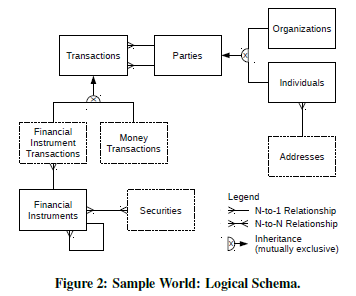 Organizations
Transactions
Parties
Individuals
Financial
Instrument
Transactions
Money
Transactions
Addresses
Financial
Instruments
Securities
Legend
N-to-1 Relationship
N-to-N Relationship
Inheritance
(mutually exclusive)
Figure 2: Sample World: Logical Schema.